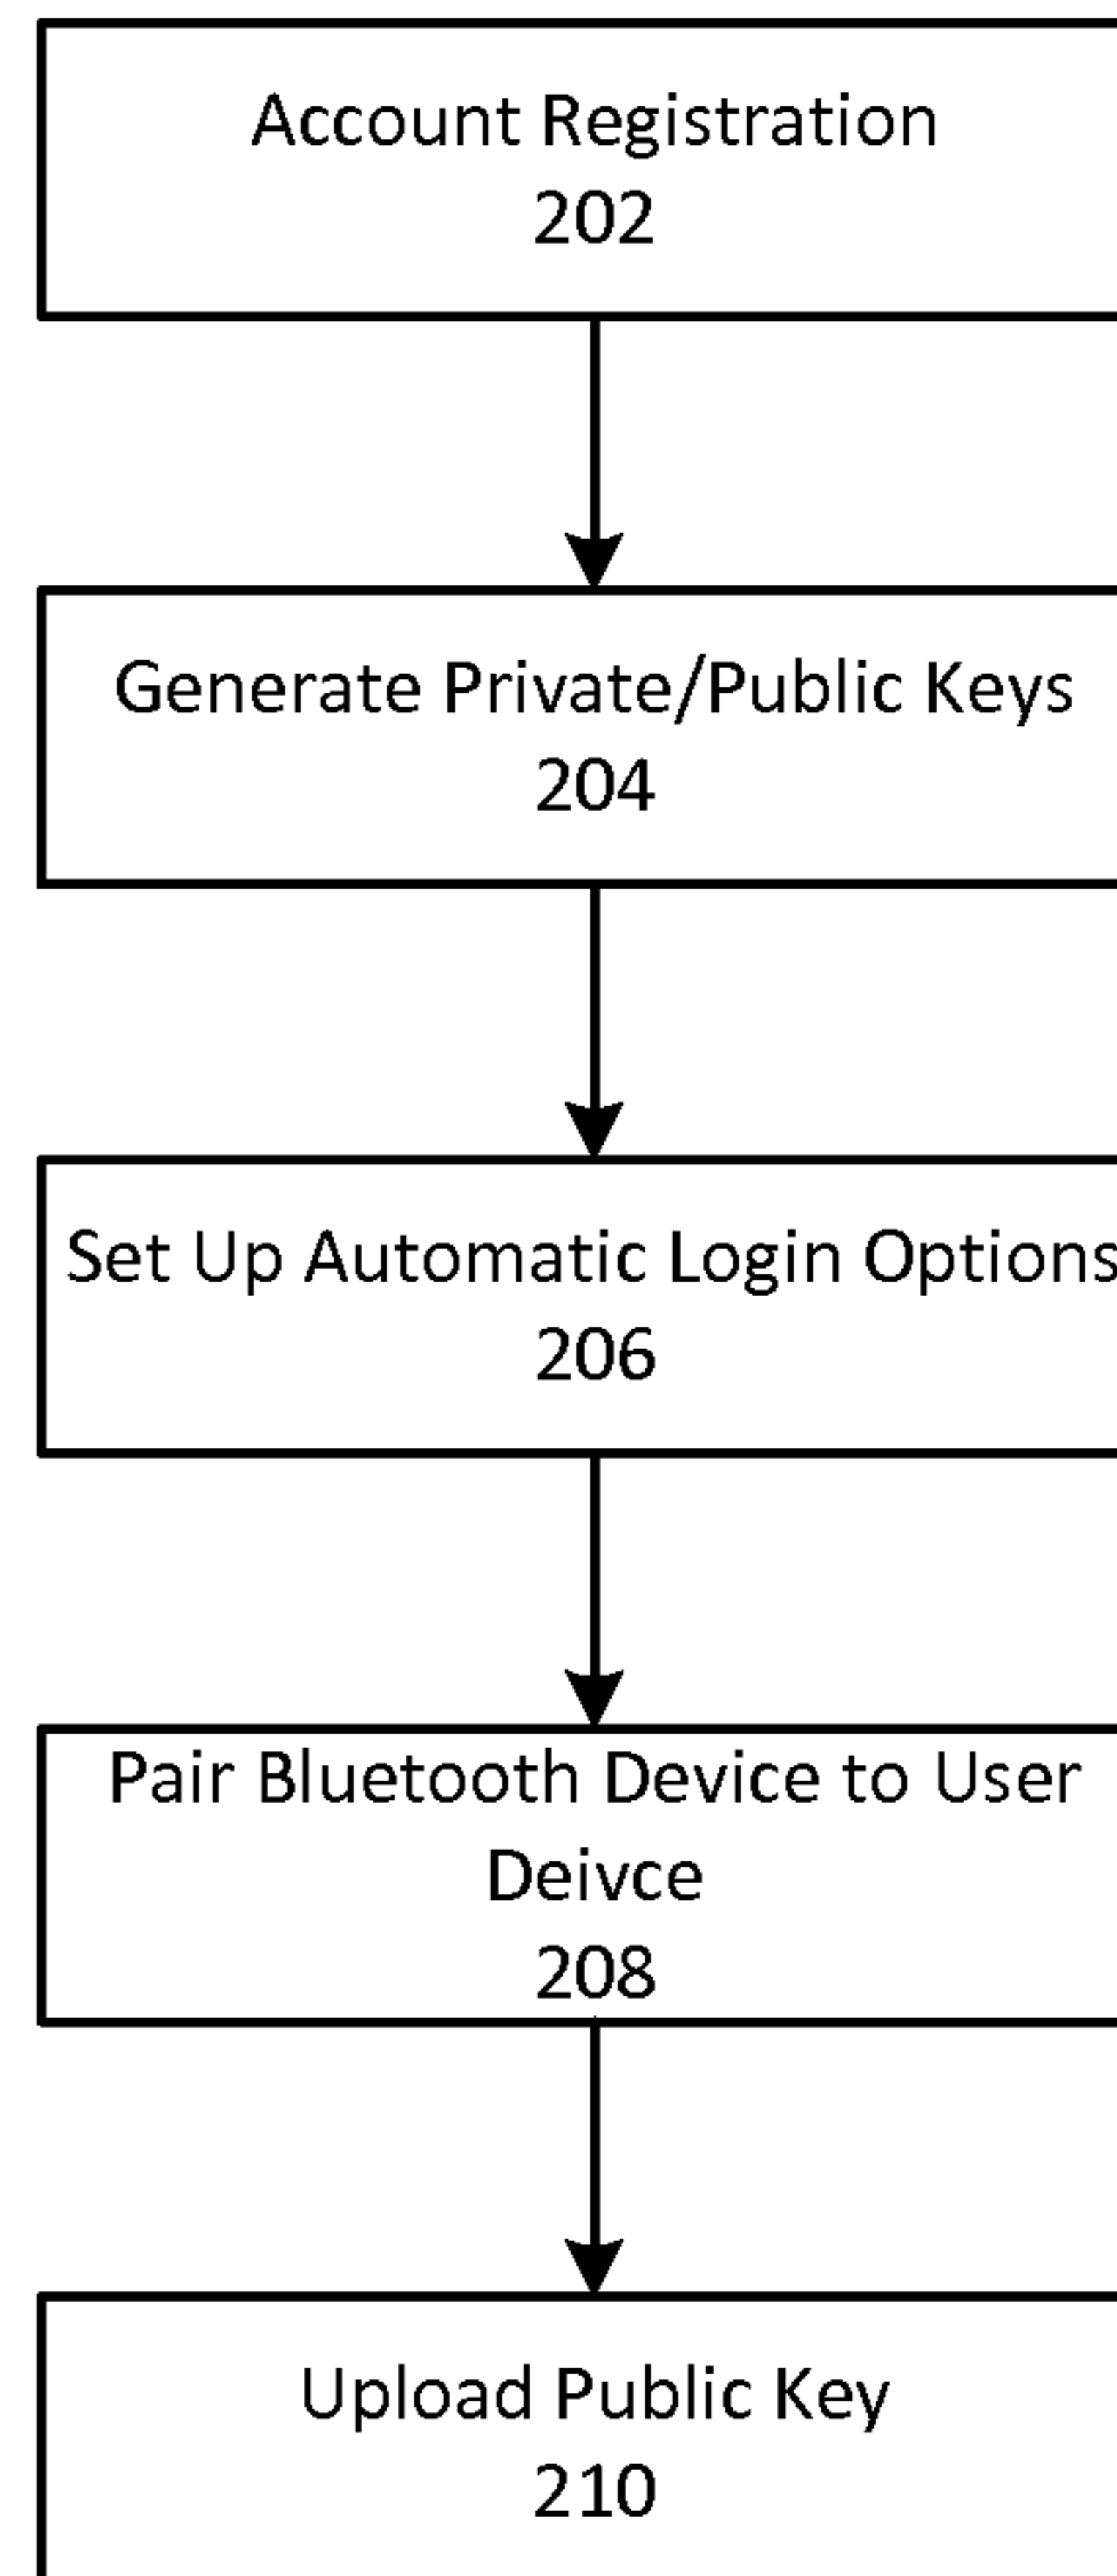 Account Registration
202
Generate Private/Public Keys
204
Set Up Automatic Login Options
206
Pair Bluetooth Device to User
Deivce
208
Upload Public Key
210